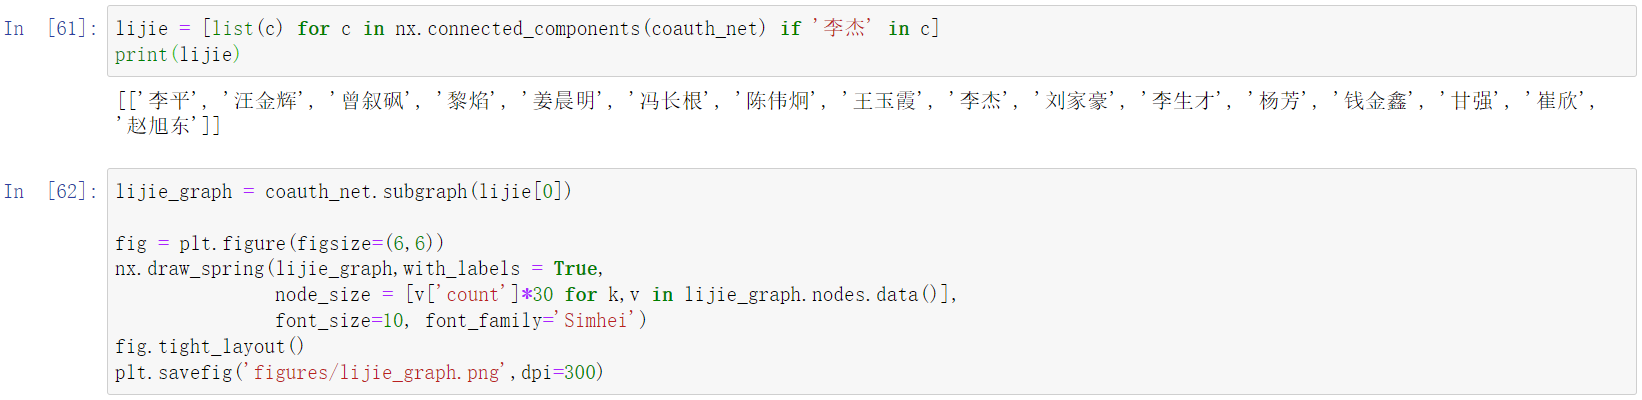 In [61]: lijie = [list(c) for c in nx.connected_components(coauth_net) if '李杰' in c]
print(lijie)
[['李平', '汪金辉', '曾叙砜', '黎焰', '姜晨明', '冯长根', '陈伟炯', '王玉霞', '李杰', '刘家豪', '李生才', '杨芳', '钱金鑫', '甘强', '崔欣',
'赵旭东']]
In [62]: lijie_graph = coauth_net.subgraph(lijie[0])
fig = plt.figure(figsize=(6,6))
nx.draw_spring(lijie_graph,with_labels = True,
node_size = [v['count']*30 for k,v in lijie_graph.nodes.data()],
font_size=10, font_family='Simhei')
fig.tight_layout()
plt.savefig('figures/lijie_graph.png',dpi=300)